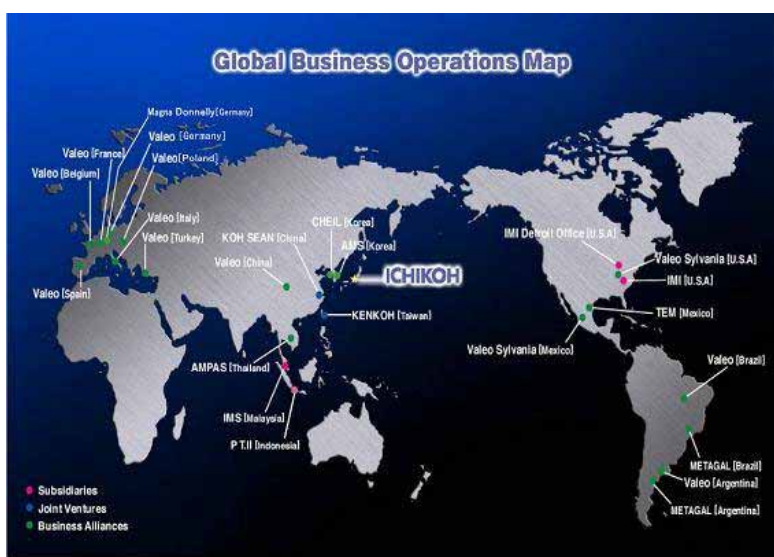 Global Business Operations Map
Magna Donnelly [Germany]
Valeo [Germany]
Valeo [France]
Valeo [Poland]
Valeo [Belgium]
Valeo [Italy]
Valeo [Turkey]
Valeo [Spain]
KOH SEAN [China]
CHEIL [Korea]
AMS [Korea]
Valeo [China]
ICHIKOH
KENKOH [Taiwan]
AMPAS [Thailand]
IMS [Malaysia]
P T.II [Indonesia]
IMI Detroit Office [U.S.A]
Valeo Sylvania [U.S.A]
IMI [U.S.A]
TEM [Mexico]
Valeo Sylvania [Mexico]
Valeo [Brazil]
METAGAL [Brazil]
Valeo [Argentina]
METAGAL [Argentina]
Subsidiaries
Joint Ventures
Business Alliances